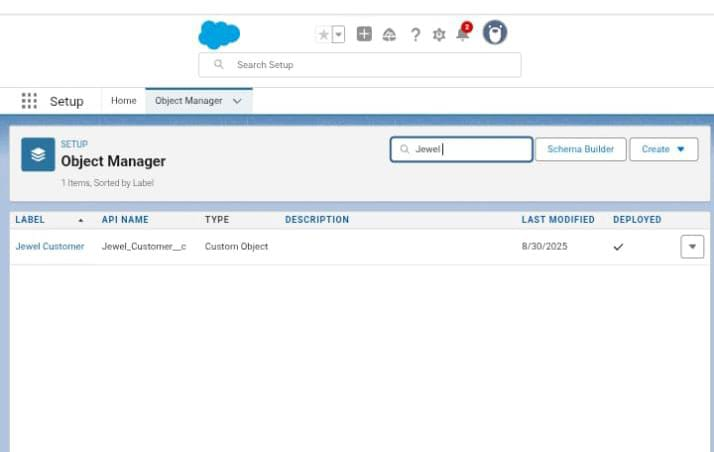 2
Search Setup
Setup Home Object Manager
SETUP
Object Manager
1 Items, Sorted by Label
Jewel
Schema Builder
Create
LABEL API NAME TYPE DESCRIPTION LAST MODIFIED DEPLOYED
Jewel Customer Jewel_Customer__c Custom Object 8/30/2025